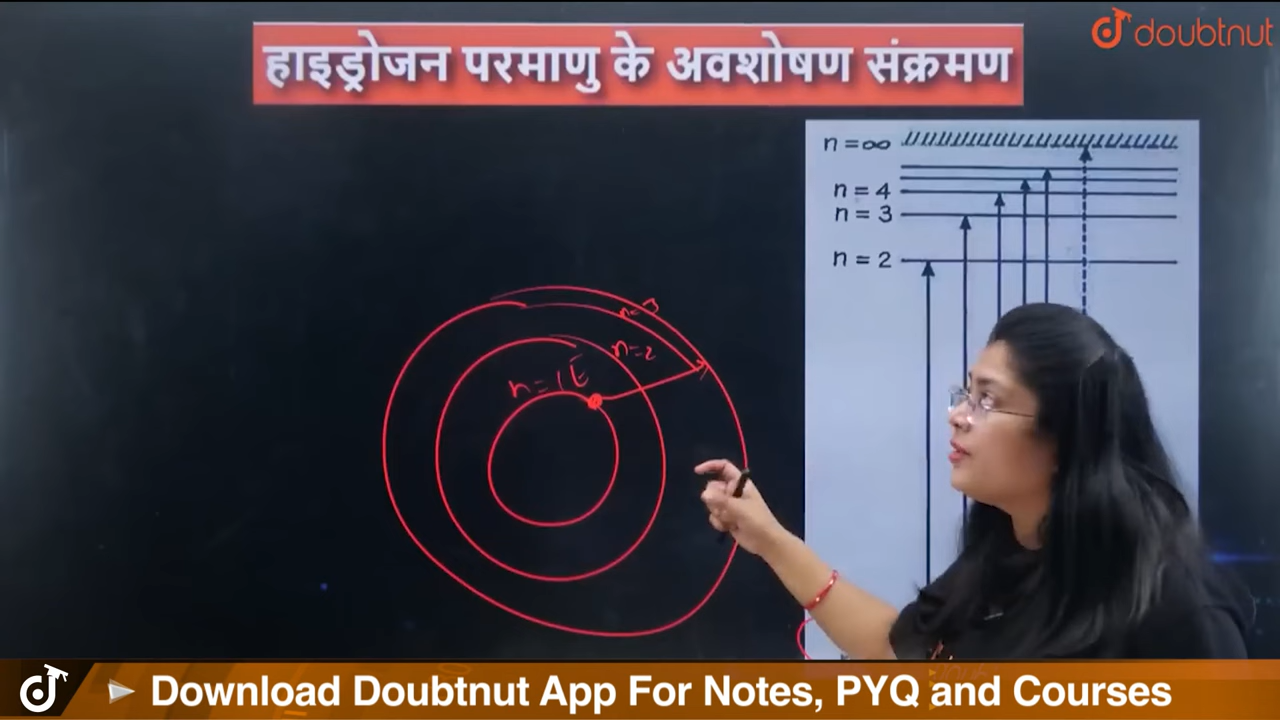 हाइड्रोजन परमाणु के अवशोषण संक्रमण
doubtnut
n = ∞
n = 4
n = 3
n = 2
n=3
n=2
n=1
Download Doubtnut App For Notes, PYQ and Courses